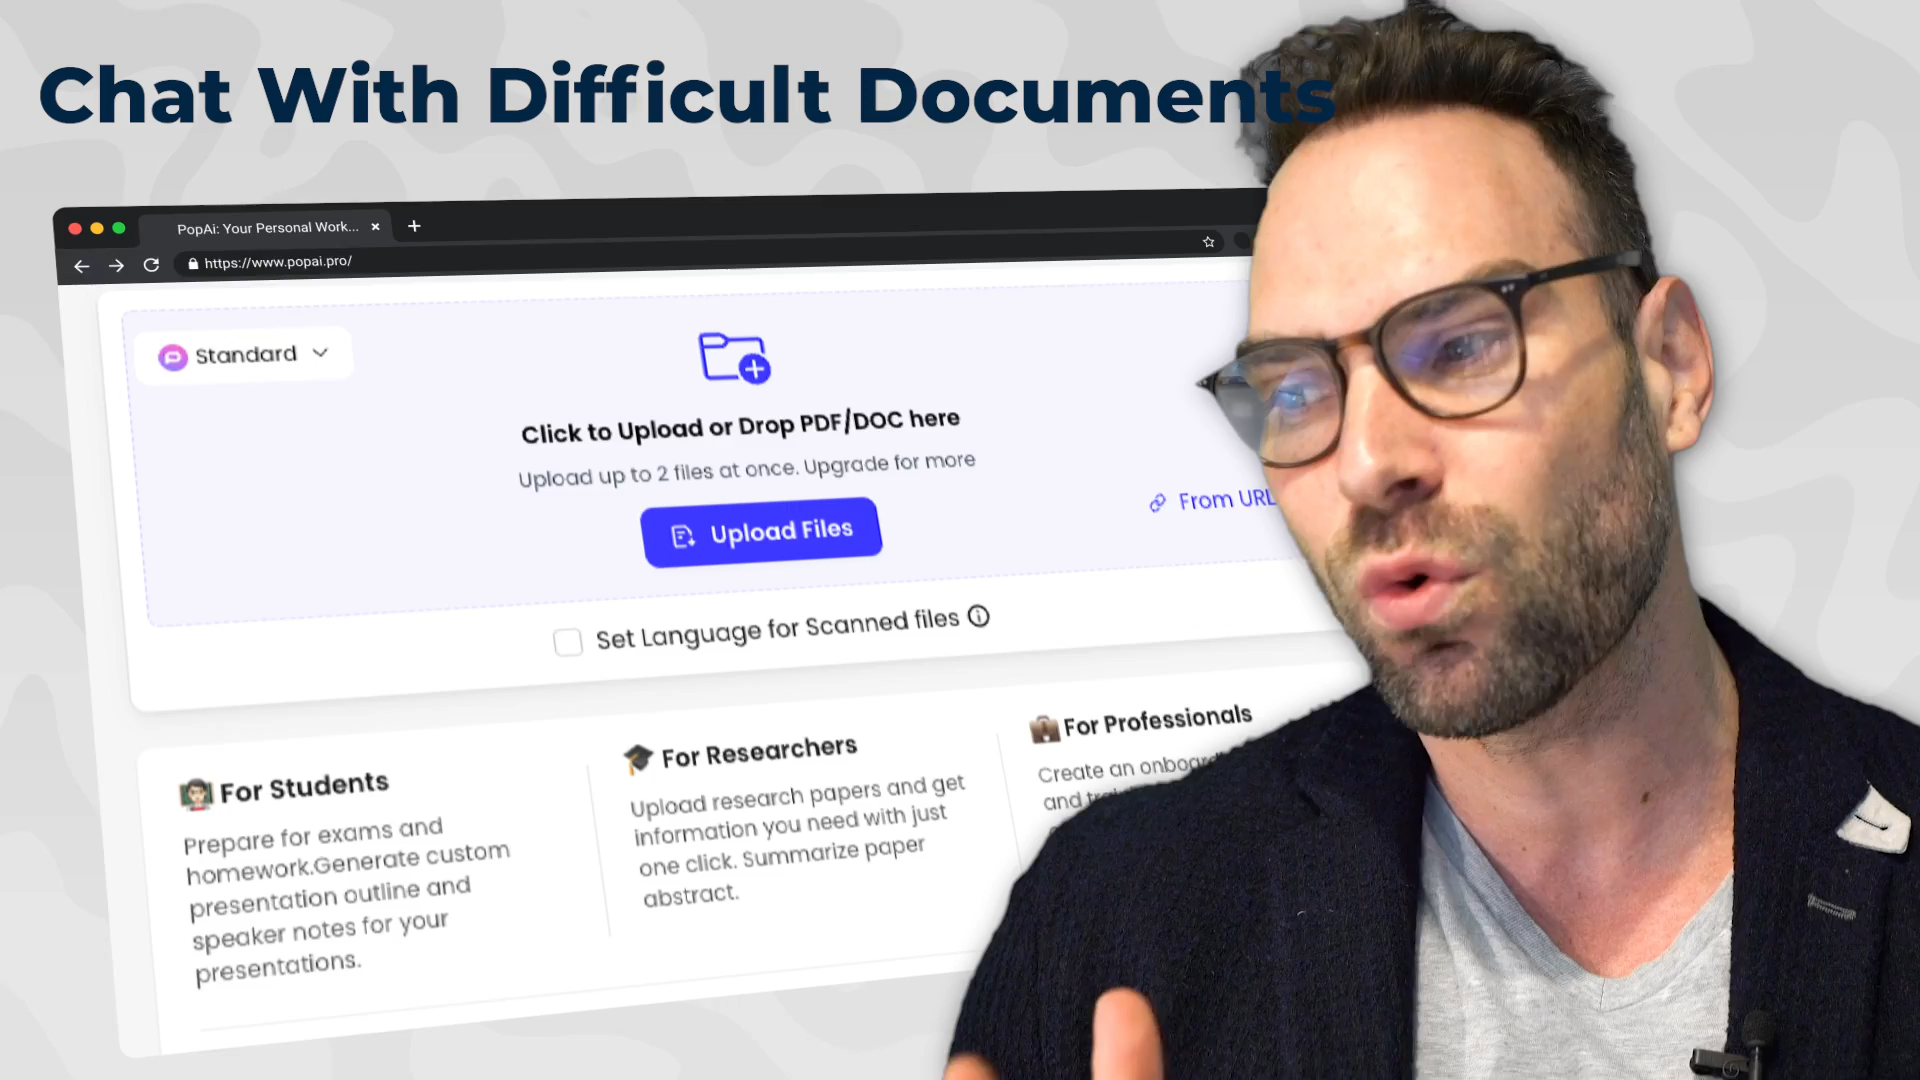 Chat With Difficult Documents
PopAi: Your Personal Work...
https://www.popai.pro/
Standard
Click to Upload or Drop PDF/DOC here
Upload up to 2 files at once. Upgrade for more
From URL
Upload Files
Set Language for Scanned files
For Students
Prepare for exams and
homework.Generate custom
presentation outline and
speaker notes for your
presentations.
For Researchers
Upload research papers and get
information you need with just
one click. Summarize paper
abstract.
For Professionals
Create an
and